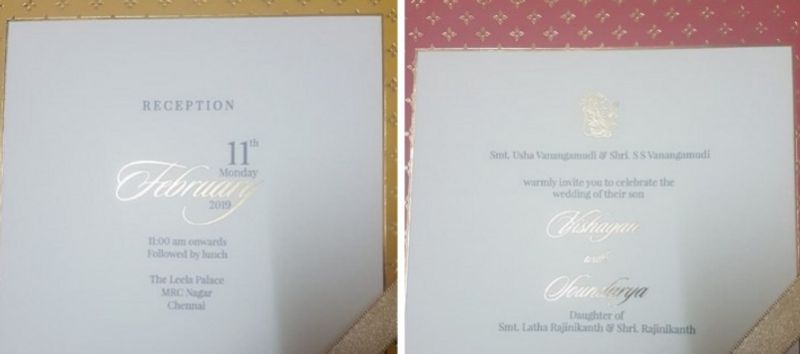 RECEPTION
11th
Monday
February
2019
11:00 am onwards
Followed by lunch
The Leela Palace
MRC Nagar
Chennai
Smt. Usha Vanangamudi & Shri. S S Vanangamudi
warmly invite you to celebrate the
wedding of their son
Vishagan
with
Soundarya
Daughter of
Smt. Latha Rajinikanth & Shri. Rajinikanth